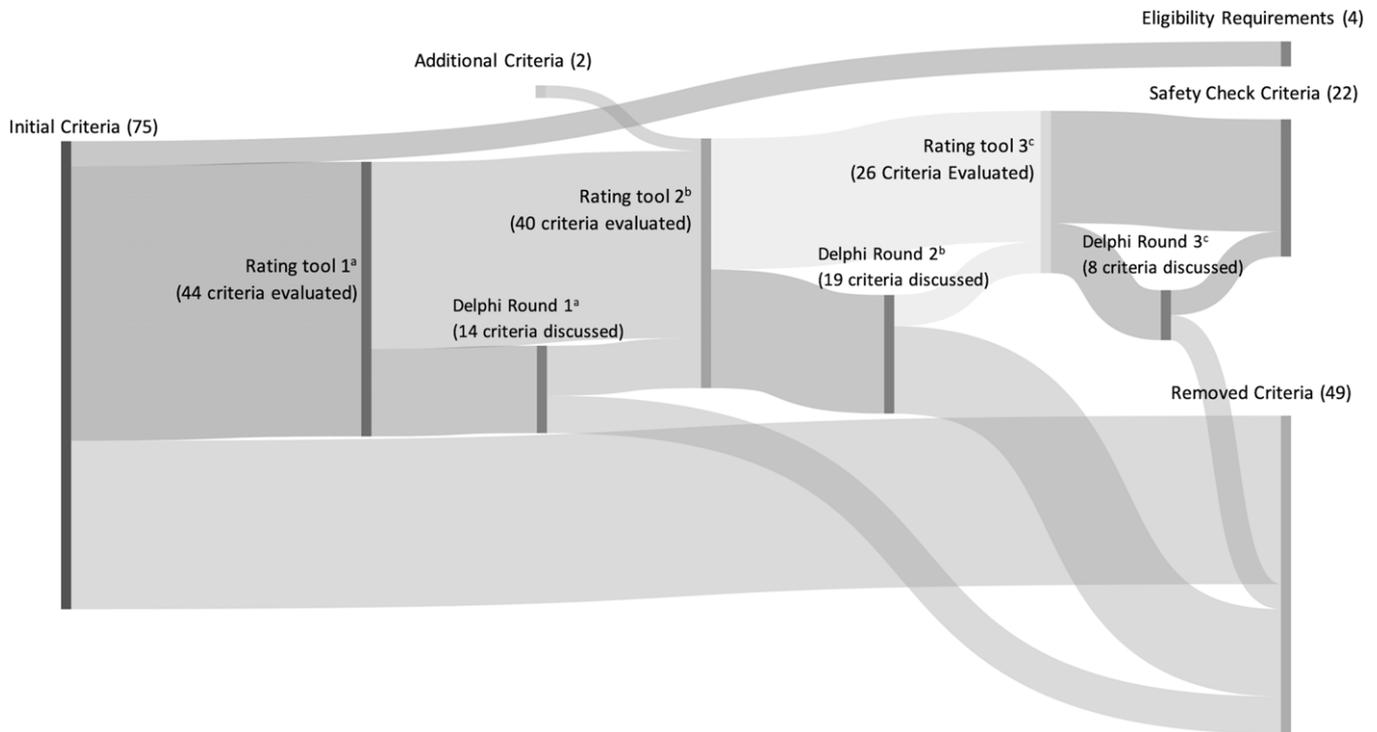 Eligibility Requirements (4)
Additional Criteria (2)
Safety Check Criteria (22)
Initial Criteria (75)
Rating tool 3ᶜ
(26 Criteria Evaluated)
Rating tool 2ᵇ
(40 criteria evaluated)
Delphi Round 2ᵇ
(19 criteria discussed)
Delphi Round 3ᶜ
(8 criteria discussed)
Rating tool 1ᵃ
(44 criteria evaluated)
Delphi Round 1ᵃ
(14 criteria discussed)
Removed Criteria (49)